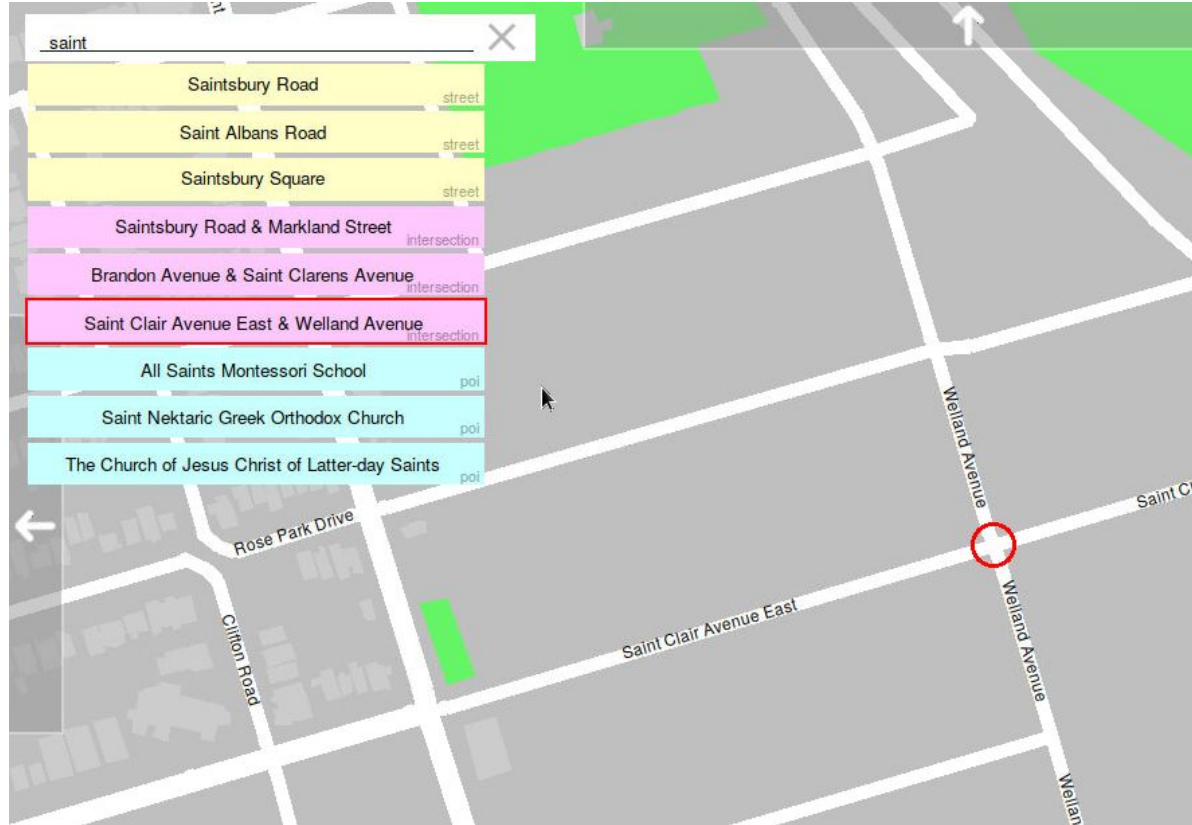 saint
Saintsbury Road
street
Saint Albans Road
street
Saintsbury Square
street
Saintsbury Road & Markland Street
intersection
Brandon Avenue & Saint Clarens Avenue
intersection
Saint Clair Avenue East & Welland Avenue
intersection
All Saints Montessori School
poi
Saint Nektaric Greek Orthodox Church
poi
The Church of Jesus Christ of Latter-day Saints
poi
Welland Avenue
Saint C
Rose Park Drive
Saint Clair Avenue East
Welland Avenue
Clifton Road
Wellan